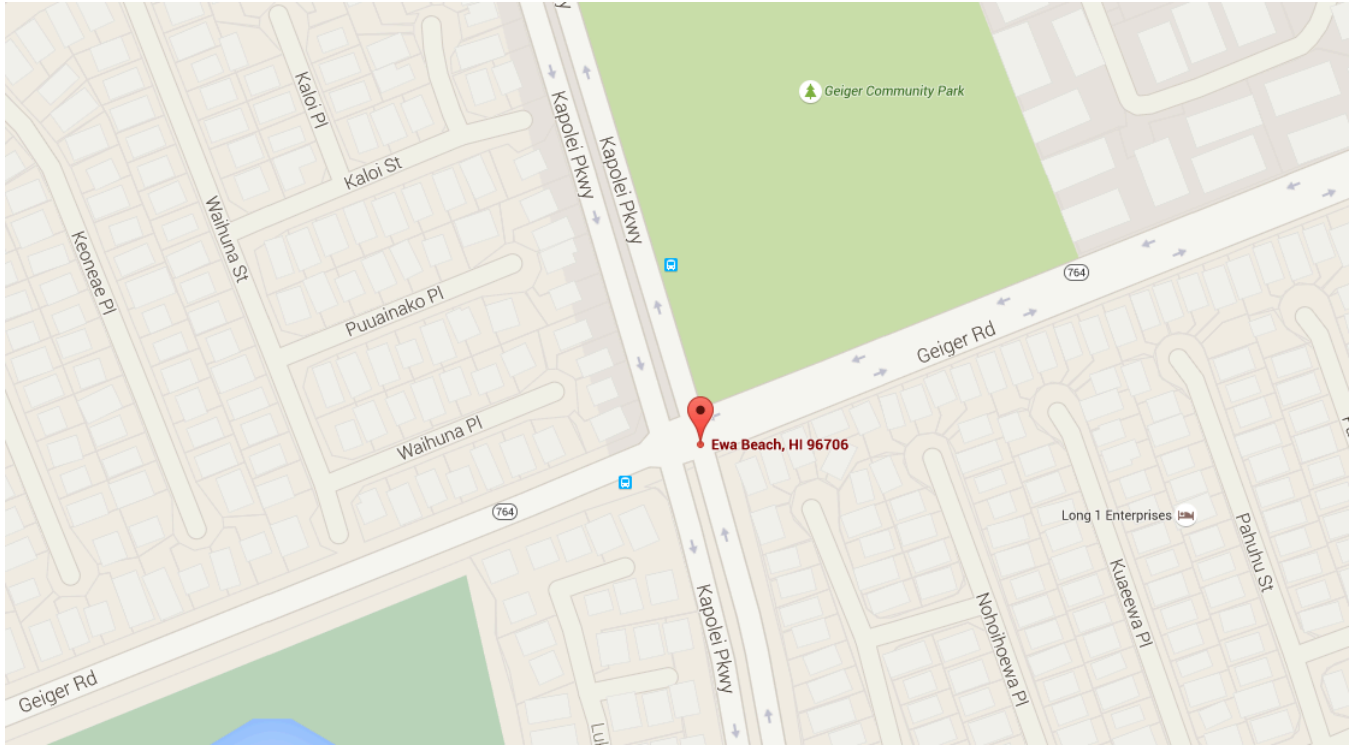 Kaloi Pl
Kapolei Pkwy
Kapolei Pkwy
Geiger Community Park
Kaloi St
Waihuna St
Keoneae Pl
Puuainako Pl
764
Geiger Rd
Waihuna Pl
Ewa Beach, HI 96706
764
Long 1 Enterprises
Pahuhu St
Kuaeewa Pl
Nohoihoewa Pl
Kapolei Pkwy
Geiger Rd